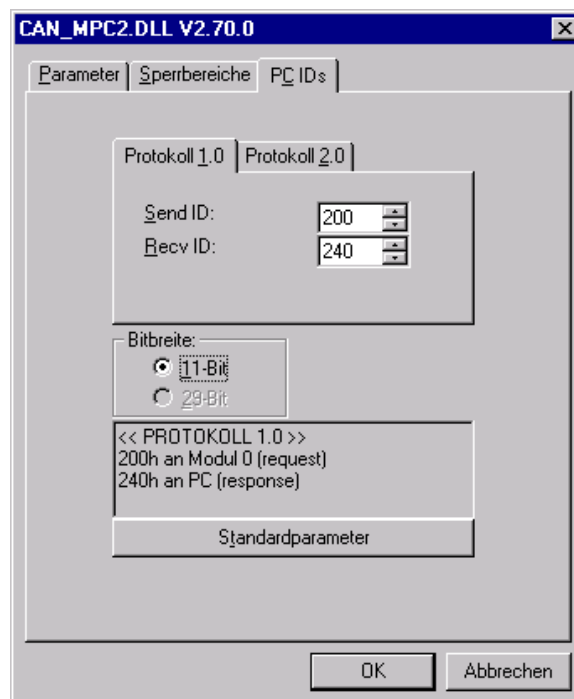 CAN_MPC2.DLL V2.70.0
Parameter Sperrbereiche PC IDs
Protokoll 1.0 Protokoll 2.0
Send ID: 200
Recv ID: 240
Bitbreite:
11-Bit
29-Bit
<< PROTOKOLL 1.0 >>
200h an Modul 0 (request)
240h an PC (response)
Standardparameter
OK Abbrechen